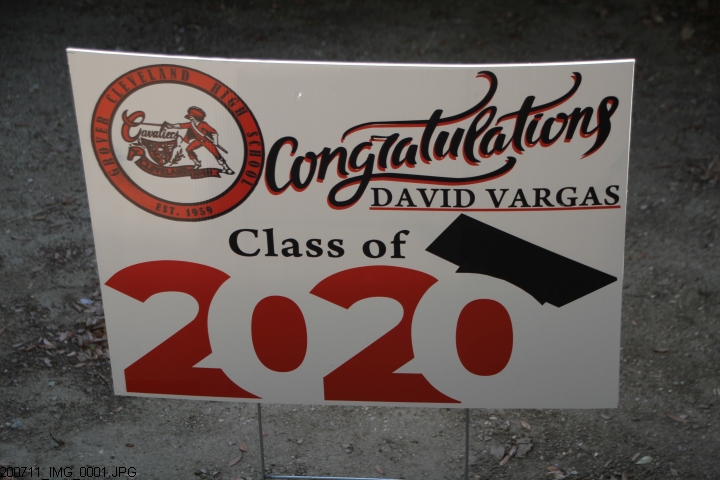 GROVER CLEVELAND HIGH SCHOOL
Cavaliers
EST. 1959
Congratulations
DAVID VARGAS
Class of
2020
200711_IMG_0001.JPG